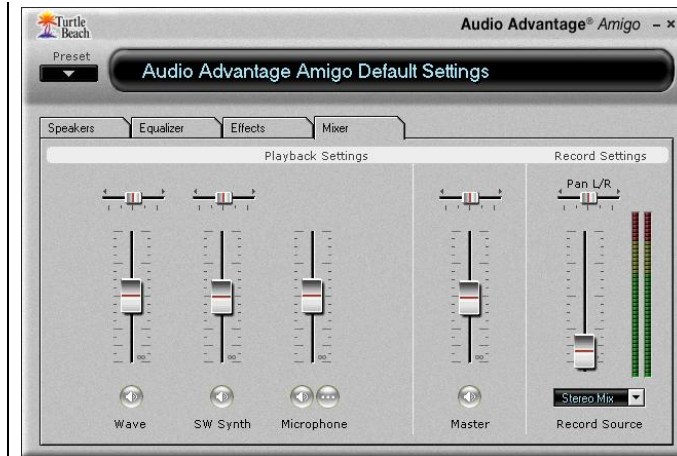 Turtle
Beach
Audio Advantage® Amigo
Preset
Audio Advantage Amigo Default Settings
Speakers Equalizer Effects Mixer
Playback Settings Record Settings
Pan L/R
∞ ∞ ∞ ∞
Stereo Mix
Wave SW Synth Microphone Master Record Source